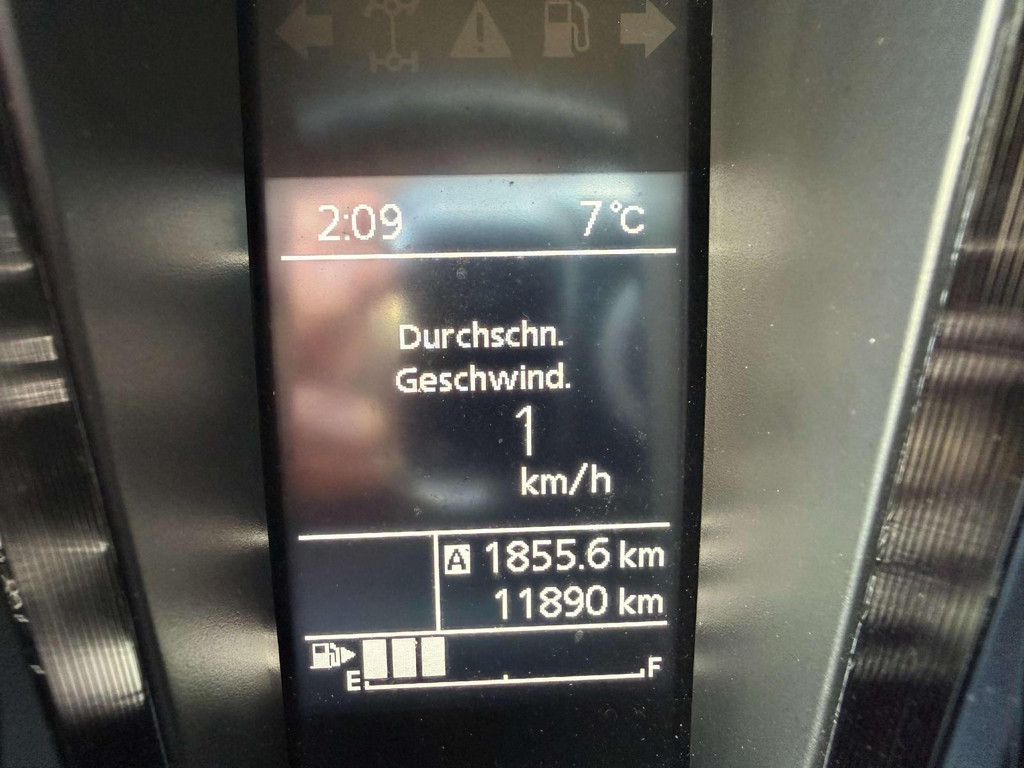 2:09 7°C
Durchschn.
Geschwind.
1
km/h
A 1855.6 km
11890 km
E F